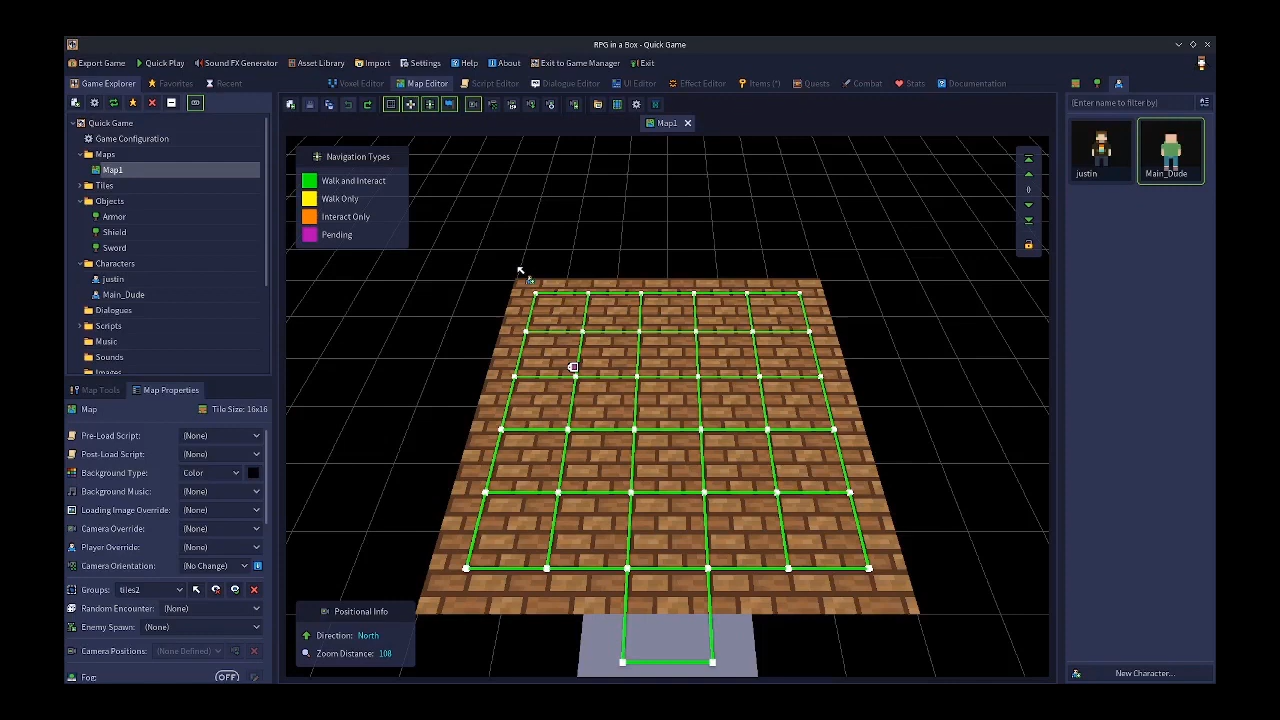 RPG in a Box - Quick Game
Export Game Quick Play Sound FX Generator Asset Library Import Settings Help About Exit to Game Manager Exit
Game Explorer Favorites Recent Voxel Editor Map Editor Script Editor Dialogue Editor UI Editor Effect Editor Items (*) Quests Combat Stats Documentation
(Enter name to filter by)
Map1
Quick Game
Game Configuration
Maps
Map1
Tiles
Objects
Armor
Shield
Sword
Characters
justin
Main_Dude
Dialogues
Scripts
Music
Sounds
Images
Map Tools Map Properties
Map Tile Size: 16x16
Pre-Load Script: (None)
Post-Load Script: (None)
Background Type: Color
Background Music: (None)
Loading Image Override: (None)
Camera Override: (None)
Player Override: (None)
Camera Orientation: (No Change)
Groups: tiles2
Random Encounter: (None)
Enemy Spawn: (None)
Camera Positions: (None Defined)
Fog: (OFF)
Navigation Types
Walk and Interact
Walk Only
Interact Only
Pending
0
Positional Info
Direction: North
Zoom Distance: 108
justin Main_Dude
New Character...